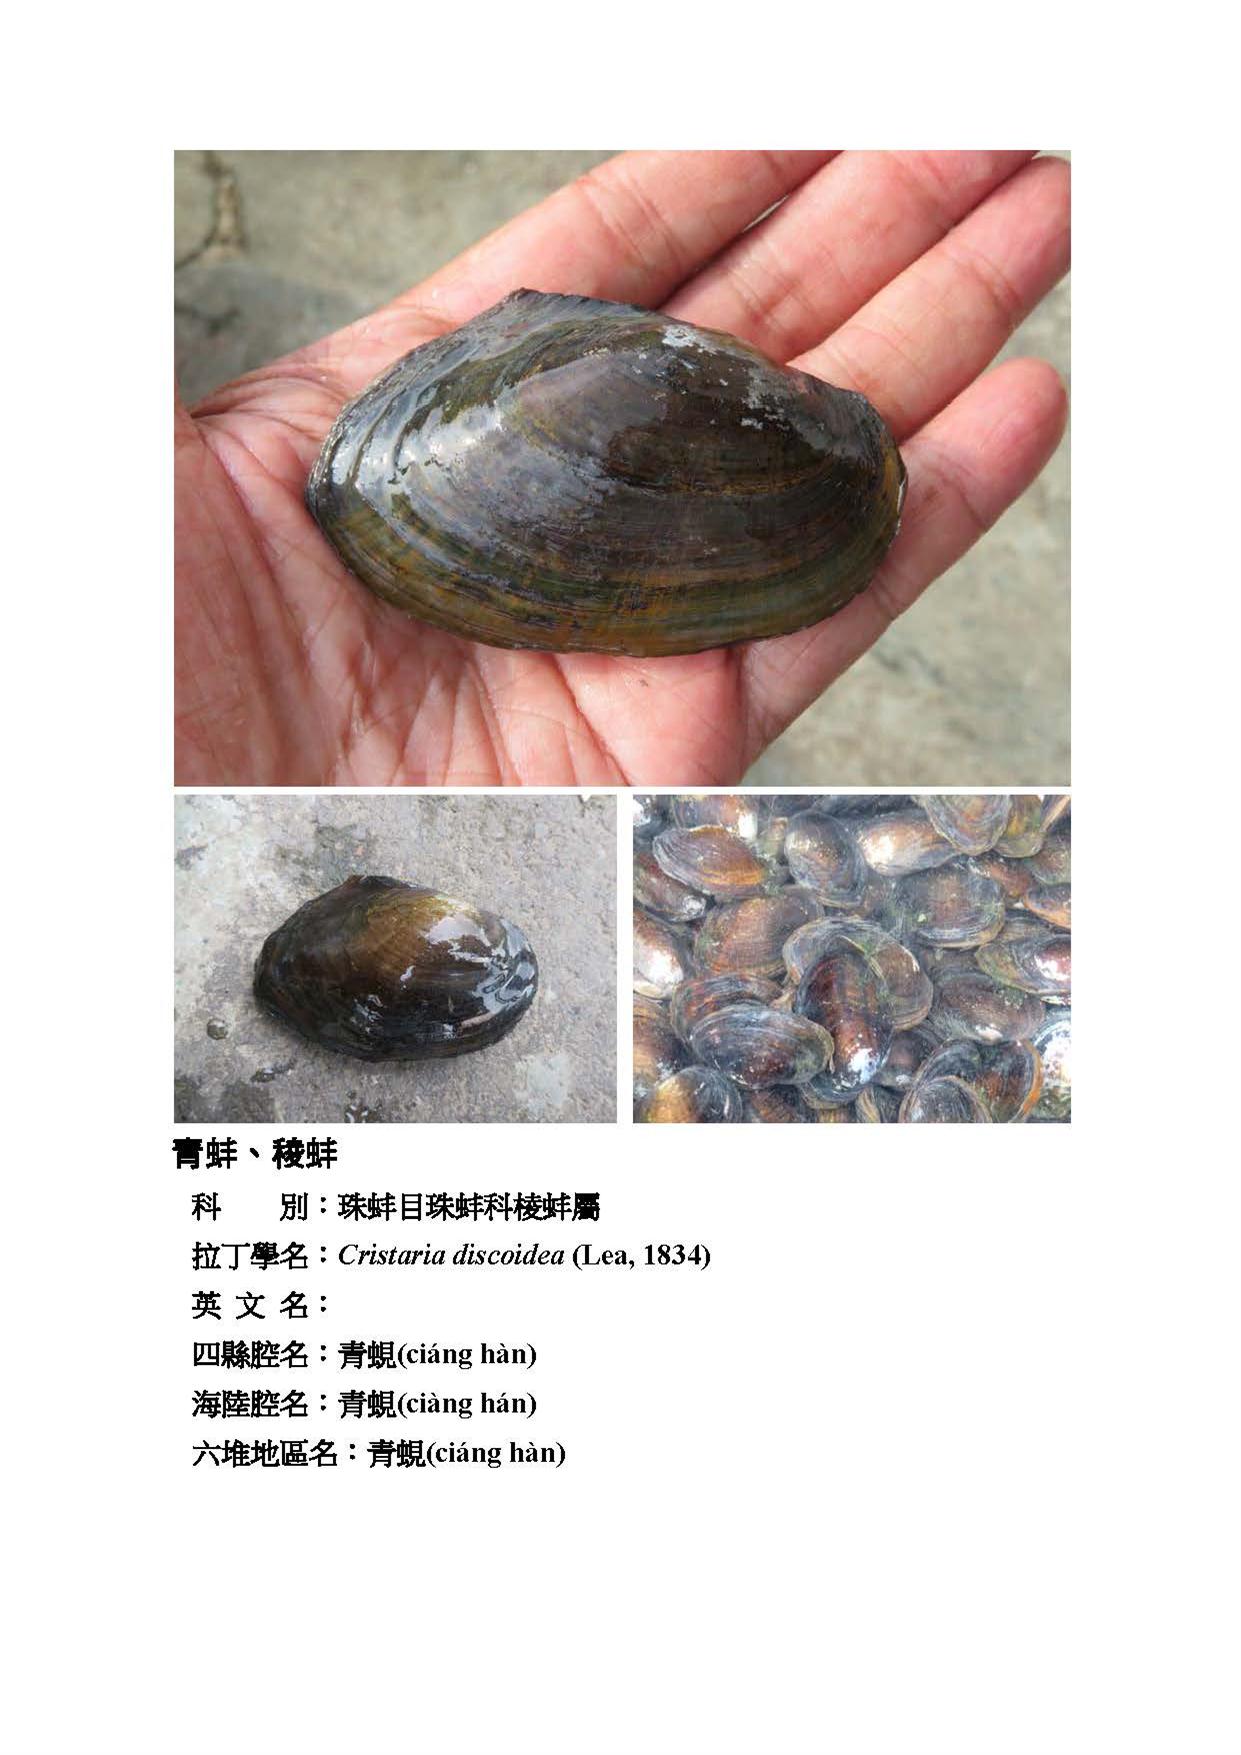 青蚌、稜蚌
科　　別：珠蚌目珠蚌科棱蚌屬
拉丁學名：Cristaria discoidea (Lea, 1834)
英 文 名：
四縣腔名：青蜆(ciáng hàn)
海陸腔名：青蜆(ciàng hán)
六堆地區名：青蜆(ciáng hàn)